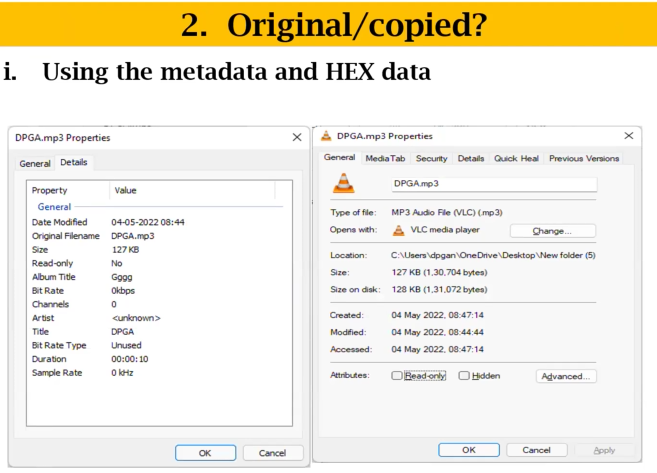 2. Original/copied?
i. Using the metadata and HEX data
DPGA.mp3 Properties
General Details
Property Value
General
Date Modified 04-05-2022 08:44
Original Filename DPGA.mp3
Size 127 KB
Read-only No
Album Title Gggg
Bit Rate 0kbps
Channels 0
Artist <unknown>
Title DPGA
Bit Rate Type Unused
Duration 00:00:10
Sample Rate 0 kHz
OK Cancel
DPGA.mp3 Properties
General MediaTab Security Details Quick Heal Previous Versions
DPGA.mp3
Type of file: MP3 Audio File (VLC) (.mp3)
Opens with: VLC media player Change...
Location: C:\Users\dpgan\OneDrive\Desktop\New folder (5)
Size: 127 KB (1,30,704 bytes)
Size on disk: 128 KB (1,31,072 bytes)
Created: 04 May 2022, 08:47:14
Modified: 04 May 2022, 08:44:44
Accessed: 04 May 2022, 08:47:14
Attributes: Read-only Hidden Advanced...
OK Cancel Apply